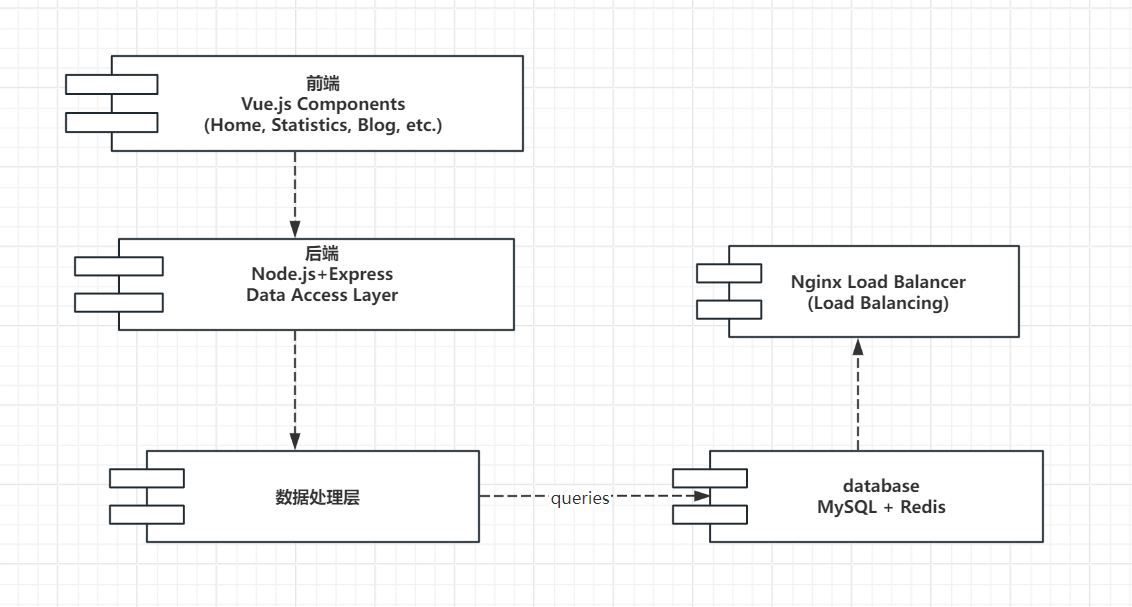 前端
Vue.js Components
(Home, Statistics, Blog, etc.)
后端
Node.js+Express
Data Access Layer
Nginx Load Balancer
(Load Balancing)
数据处理层
queries
database
MySQL + Redis